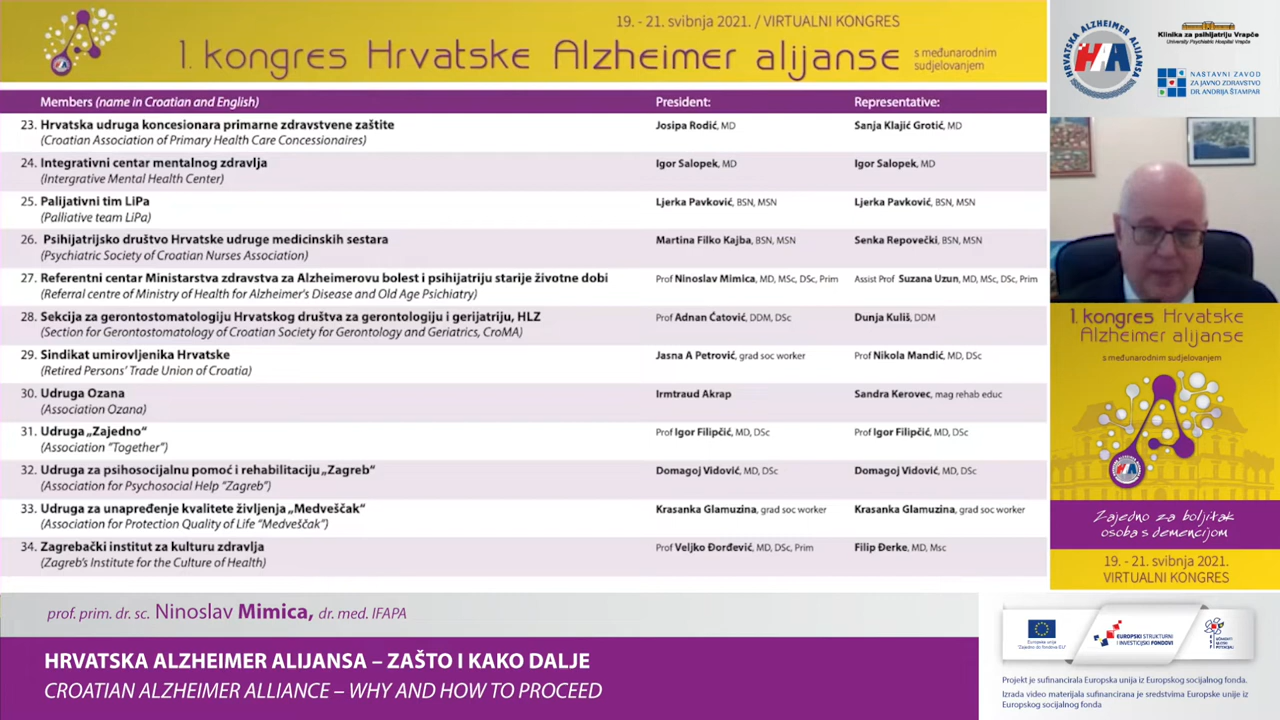 19. - 21. svibnja 2021. / VIRTUALNI KONGRES
1. kongres Hrvatske Alzheimer alijanse s međunarodnim sudjelovanjem
Members (name in Croatian and English) President: Representative:
23. Hrvatska udruga koncesionara primarne zdravstvene zaštite Josipa Rodić, MD Sanja Klajić Grotić, MD
(Croatian Association of Primary Health Care Concessionaires)
24. Integrativni centar mentalnog zdravlja Igor Salopek, MD Igor Salopek, MD
(Intergrative Mental Health Center)
25. Palijativni tim LiPa Ljerka Pavković, BSN, MSN Ljerka Pavković, BSN, MSN
(Palliative team LiPa)
26. Psihijatrijsko društvo Hrvatske udruge medicinskih sestara Martina Filko Kajba, BSN, MSN Senka Repovečki, BSN, MSN
(Psychiatric Society of Croatian Nurses Association)
27. Referentni centar Ministarstva zdravstva za Alzheimerovu bolest i psihijatriju starije životne dobi Prof Ninoslav Mimica, MD, MSc, DSc, Prim Assist Prof Suzana Uzun, MD, MSc, DSc, Prim
(Referral centre of Ministry of Health for Alzheimer's Disease and Old Age Psychiatry)
28. Sekcija za gerontostomatologiju Hrvatskog društva za gerontologiju i gerijatriju, HLZ Prof Adnan Ćatović, DDM, DSc Dunja Kuliš, DDM
(Section for Gerontostomatology of Croatian Society for Gerontology and Geriatrics, CroMA)
29. Sindikat umirovljenika Hrvatske Jasna A Petrović, grad soc worker Prof Nikola Mandić, MD, DSc
(Retired Persons' Trade Union of Croatia)
30. Udruga Ozana Irmtraud Akrap Sandra Kerovec, mag rehab educ
(Association Ozana)
31. Udruga „Zajedno“ Prof Igor Filipčić, MD, DSc Prof Igor Filipčić, MD, DSc
(Association “Together”)
32. Udruga za psihosocijalnu pomoć i rehabilitaciju „Zagreb“ Domagoj Vidović, MD, DSc Domagoj Vidović, MD, DSc
(Association for Psychosocial Help “Zagreb”)
33. Udruga za unapređenje kvalitete življenja „Medveščak“ Krasanka Glamuzina, grad soc worker Krasanka Glamuzina, grad soc worker
(Association for Protection Quality of Life “Medveščak”)
34. Zagrebački institut za kulturu zdravlja Prof Veljko Đorđević, MD, DSc, Prim Filip Đerke, MD, Msc
(Zagreb's Institute for the Culture of Health)
prof. prim. dr. sc. Ninoslav Mimica, dr. med. IFAPA
HRVATSKA ALZHEIMER ALIJANSA – ZAŠTO I KAKO DALJE
CROATIAN ALZHEIMER ALLIANCE – WHY AND HOW TO PROCEED
HRVATSKA ALZHEIMER ALIJANSA
HAA
Klinika za psihijatriju Vrapče
University Psychiatric Hospital Vrapče
NASTAVNI ZAVOD
ZA JAVNO ZDRAVSTVO
DR. ANDRIJA ŠTAMPAR
1. kongres Hrvatske
Alzheimer alijanse
s međunarodnim sudjelovanjem
HAA
Zajedno za boljitak
osoba s demencijom
19. - 21. svibnja 2021.
VIRTUALNI KONGRES
Europska unija
"Zajedno do fondova EU"
EUROPSKI STRUKTURNI
I INVESTICIJSKI FONDOVI
Projekt je sufinancirala Europska unija iz Europskog socijalnog fonda.
Izrada video materijala sufinancirana je sredstvima Europske unije iz
Europskog socijalnog fonda